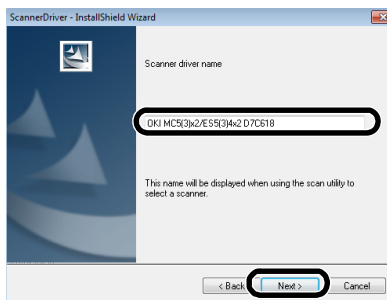 ScannerDriver - InstallShield Wizard
Scanner driver name
OKI MC5(3)x2/ES5(3)4x2 D7C618
This name will be displayed when using the scan utility to
select a scanner.
< Back
Next >
Cancel